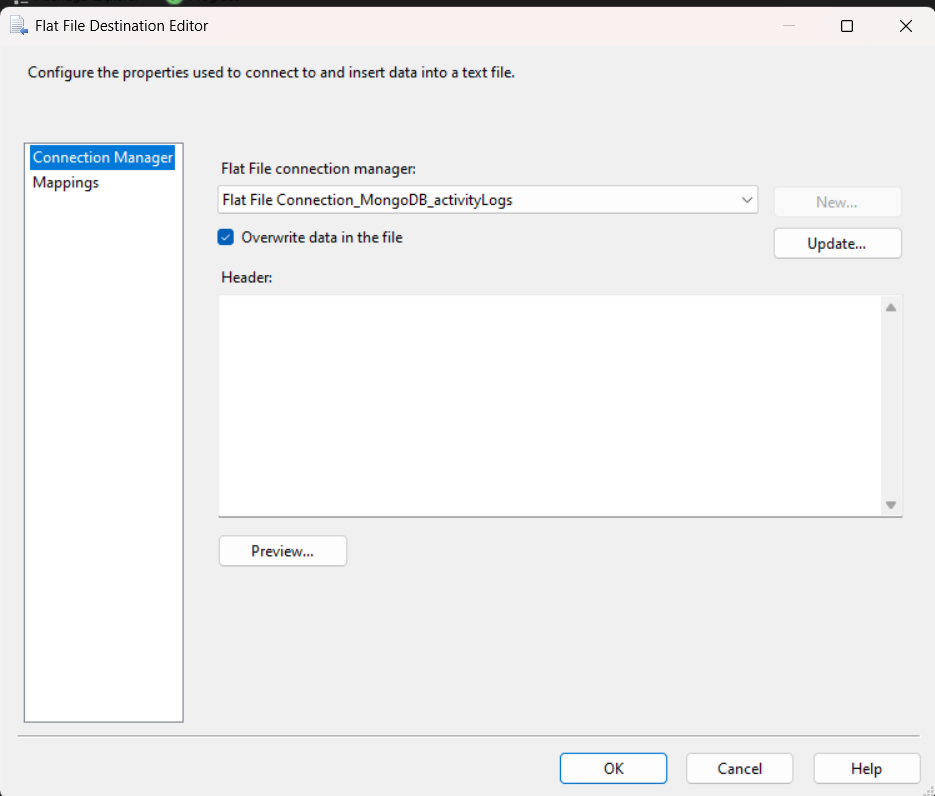 Flat File Destination Editor
Configure the properties used to connect to and insert data into a text file.
Connection Manager
Mappings
Flat File connection manager:
Flat File Connection_MongoDB_activityLogs
New...
Overwrite data in the file
Update...
Header:
Preview...
OK
Cancel
Help